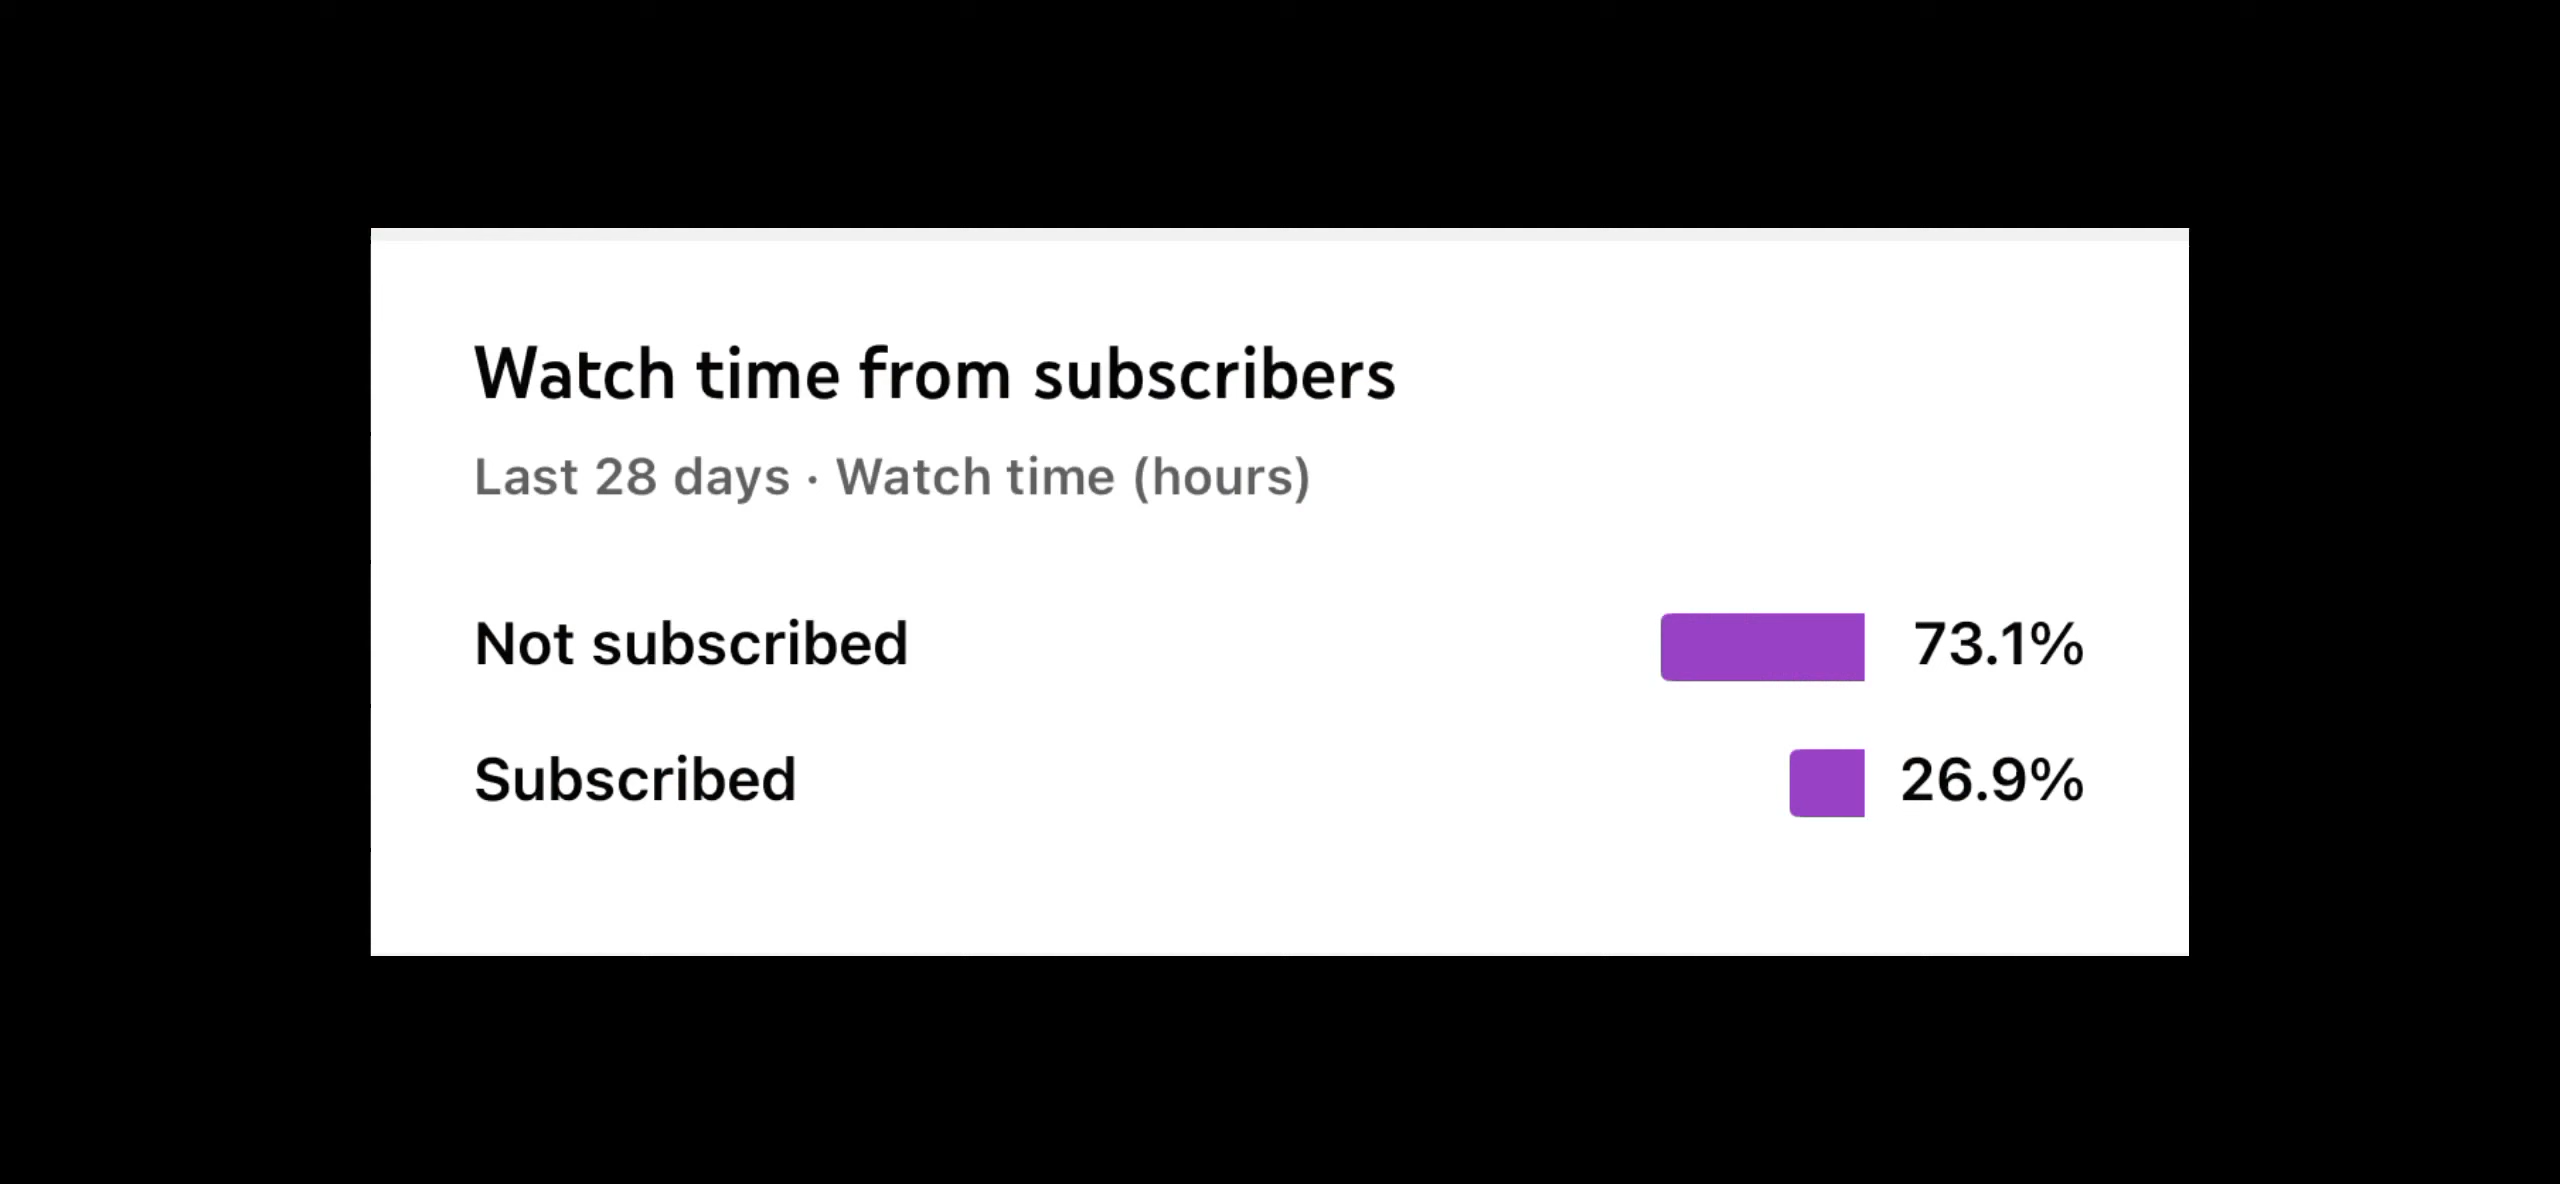 Watch time from subscribers
Last 28 days · Watch time (hours)
Not subscribed 73.1%
Subscribed 26.9%